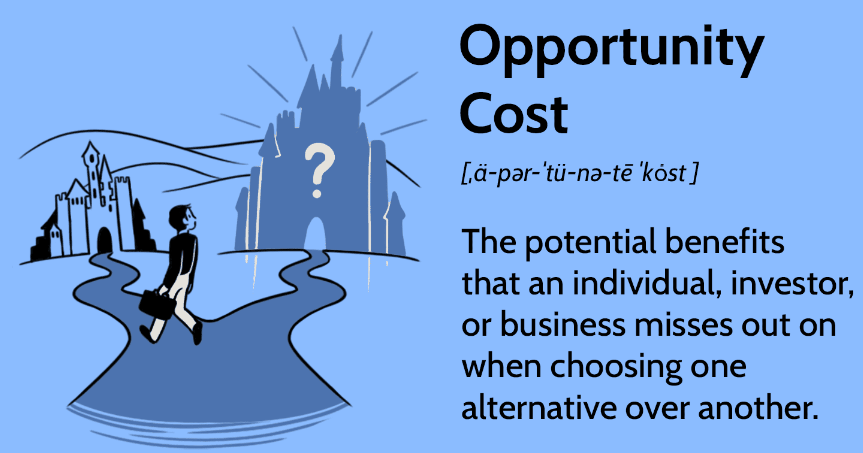 ?
Opportunity
Cost
[ˌä-pər-ˈtü-nə-tē ˈkȯst ]
The potential benefits
that an individual, investor,
or business misses out on
when choosing one
alternative over another.